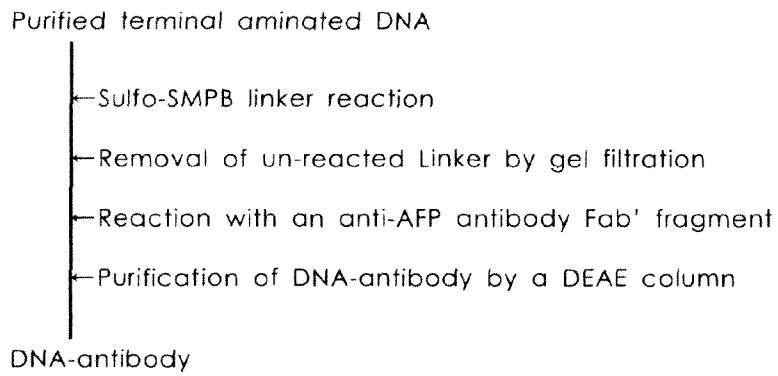 Purified terminal aminated DNA
Sulfo-SMPB linker reaction
Removal of un-reacted Linker by gel filtration
Reaction with an anti-AFP antibody Fab' fragment
Purification of DNA-antibody by a DEAE column
DNA-antibody